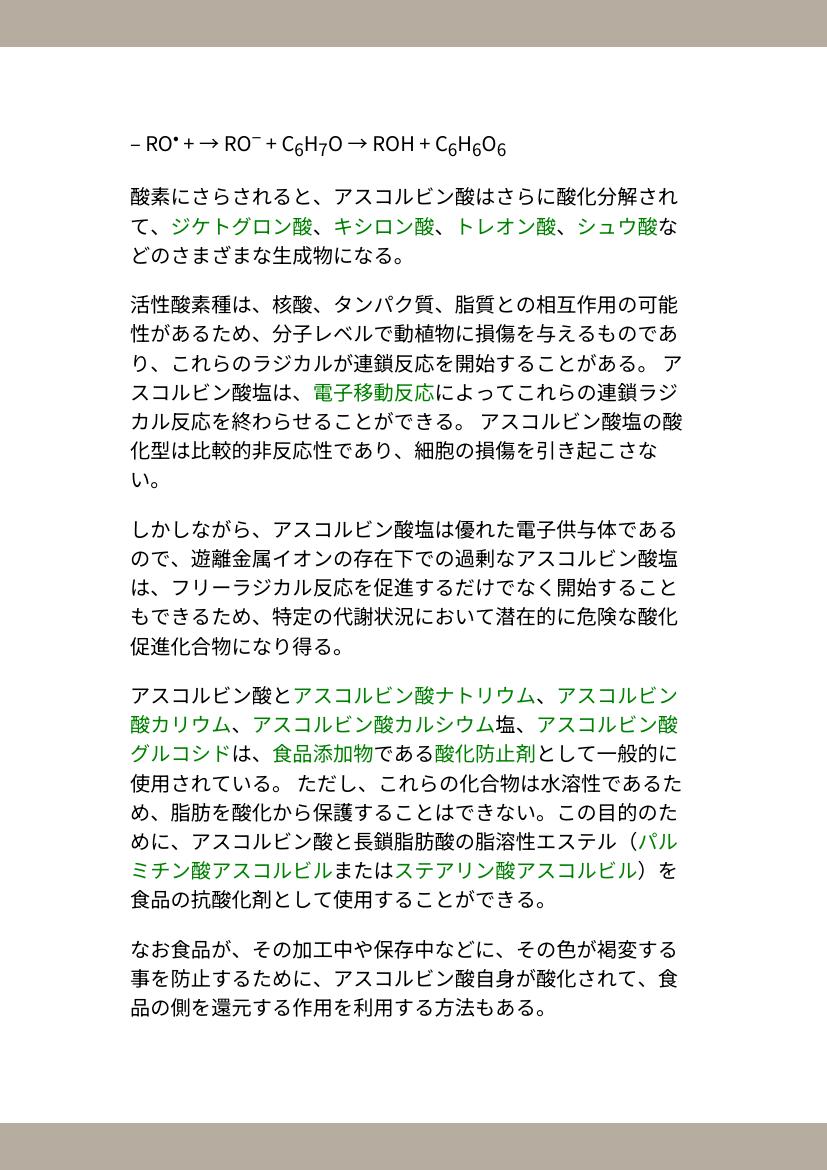 – RO• + → RO− + C6H7O → ROH + C6H6O6
酸素にさらされると、アスコルビン酸はさらに酸化分解され
て、ジケトグロン酸、キシロン酸、トレオン酸、シュウ酸な
どのさまざまな生成物になる。
活性酸素種は、核酸、タンパク質、脂質との相互作用の可能
性があるため、分子レベルで動植物に損傷を与えるものであ
り、これらのラジカルが連鎖反応を開始することがある。 ア
スコルビン酸塩は、電子移動反応によってこれらの連鎖ラジ
カル反応を終わらせることができる。 アスコルビン酸塩の酸
化型は比較的非反応性であり、細胞の損傷を引き起こさな
い。
しかしながら、アスコルビン酸塩は優れた電子供与体である
ので、遊離金属イオンの存在下での過剰なアスコルビン酸塩
は、フリーラジカル反応を促進するだけでなく開始すること
もできるため、特定の代謝状況において潜在的に危険な酸化
促進化合物になり得る。
アスコルビン酸とアスコルビン酸ナトリウム、アスコルビン
酸カリウム、アスコルビン酸カルシウム塩、アスコルビン酸
グルコシドは、食品添加物である酸化防止剤として一般的に
使用されている。 ただし、これらの化合物は水溶性であるた
め、脂肪を酸化から保護することはできない。この目的のた
めに、アスコルビン酸と長鎖脂肪酸の脂溶性エステル（パル
ミチン酸アスコルビルまたはステアリン酸アスコルビル）を
食品の抗酸化剤として使用することができる。
なお食品が、その加工中や保存中などに、その色が褐変する
事を防止するために、アスコルビン酸自身が酸化されて、食
品の側を還元する作用を利用する方法もある。